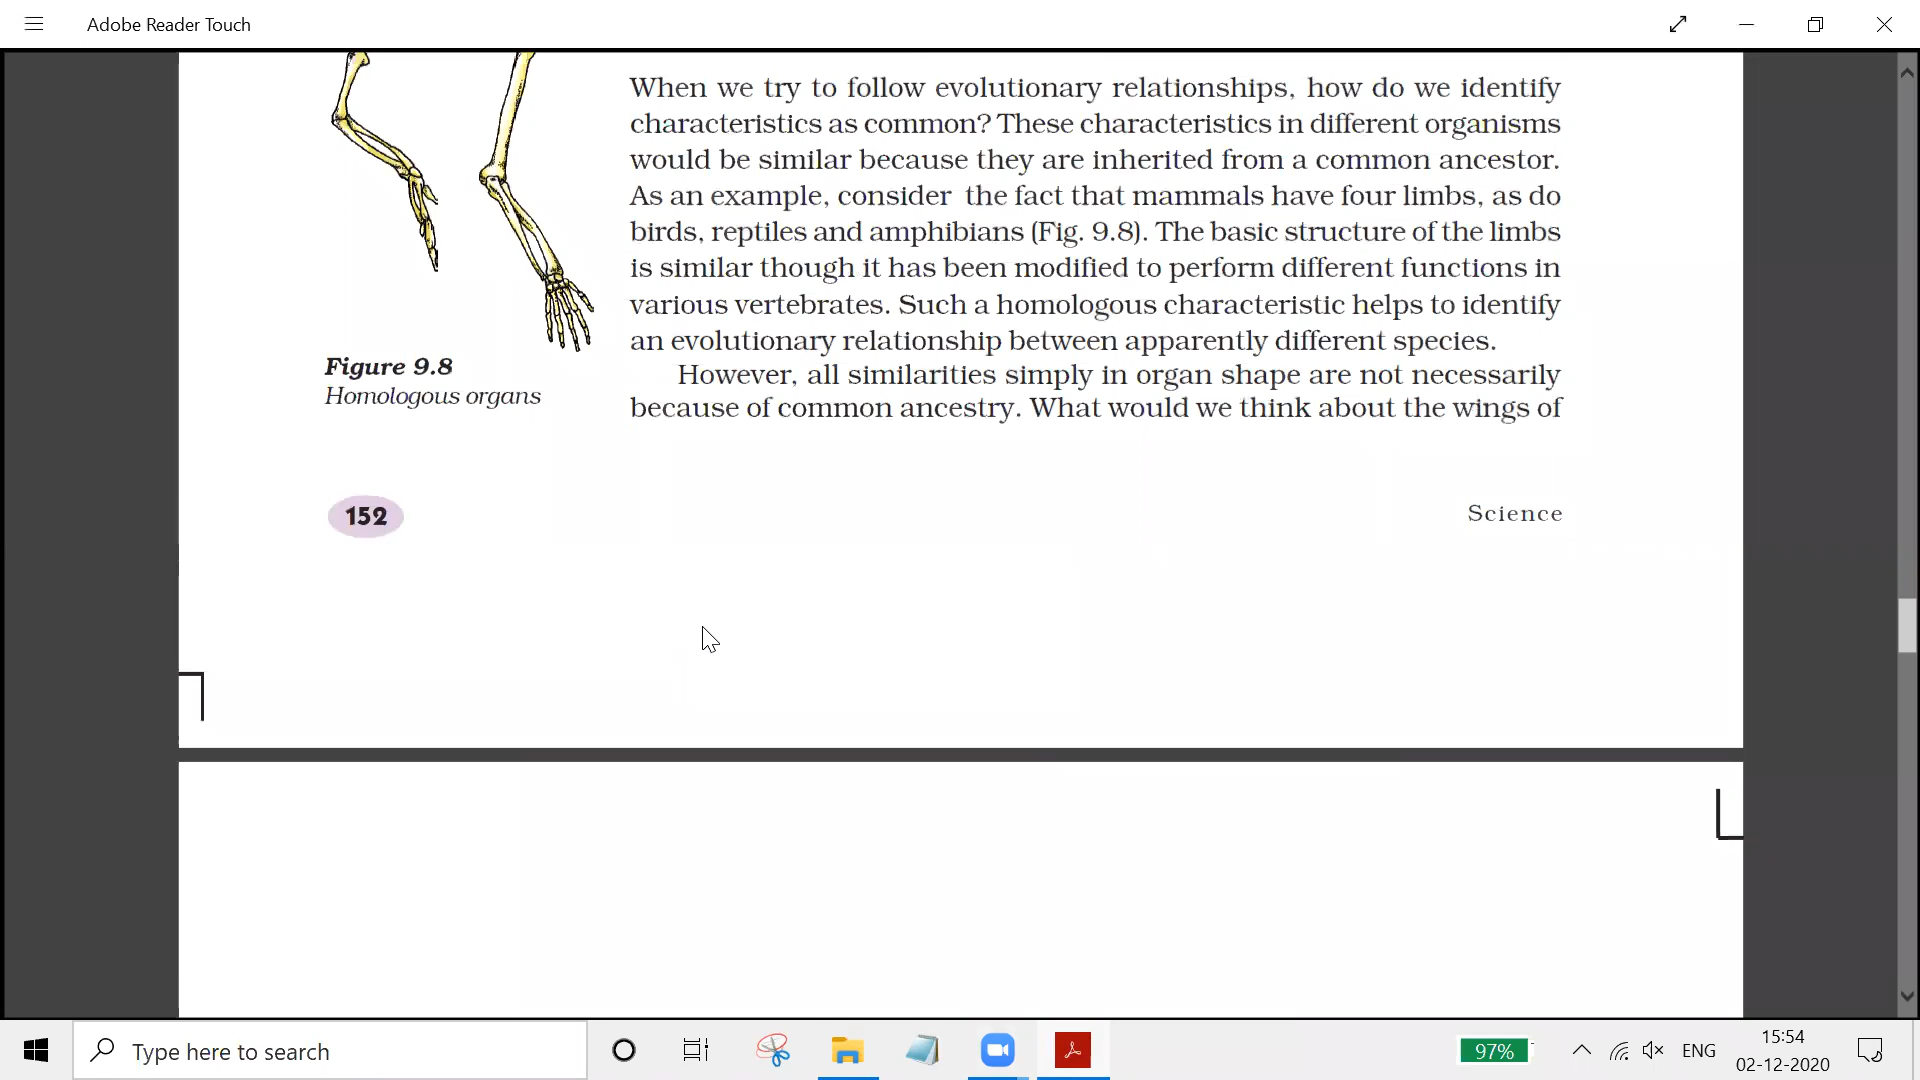 Adobe Reader Touch
When we try to follow evolutionary relationships, how do we identify
characteristics as common? These characteristics in different organisms
would be similar because they are inherited from a common ancestor.
As an example, consider the fact that mammals have four limbs, as do
birds, reptiles and amphibians (Fig. 9.8). The basic structure of the limbs
is similar though it has been modified to perform different functions in
various vertebrates. Such a homologous characteristic helps to identify
an evolutionary relationship between apparently different species.
However, all similarities simply in organ shape are not necessarily
because of common ancestry. What would we think about the wings of
Figure 9.8
Homologous organs
152
Science
Type here to search
97%
ENG
15:54
02-12-2020